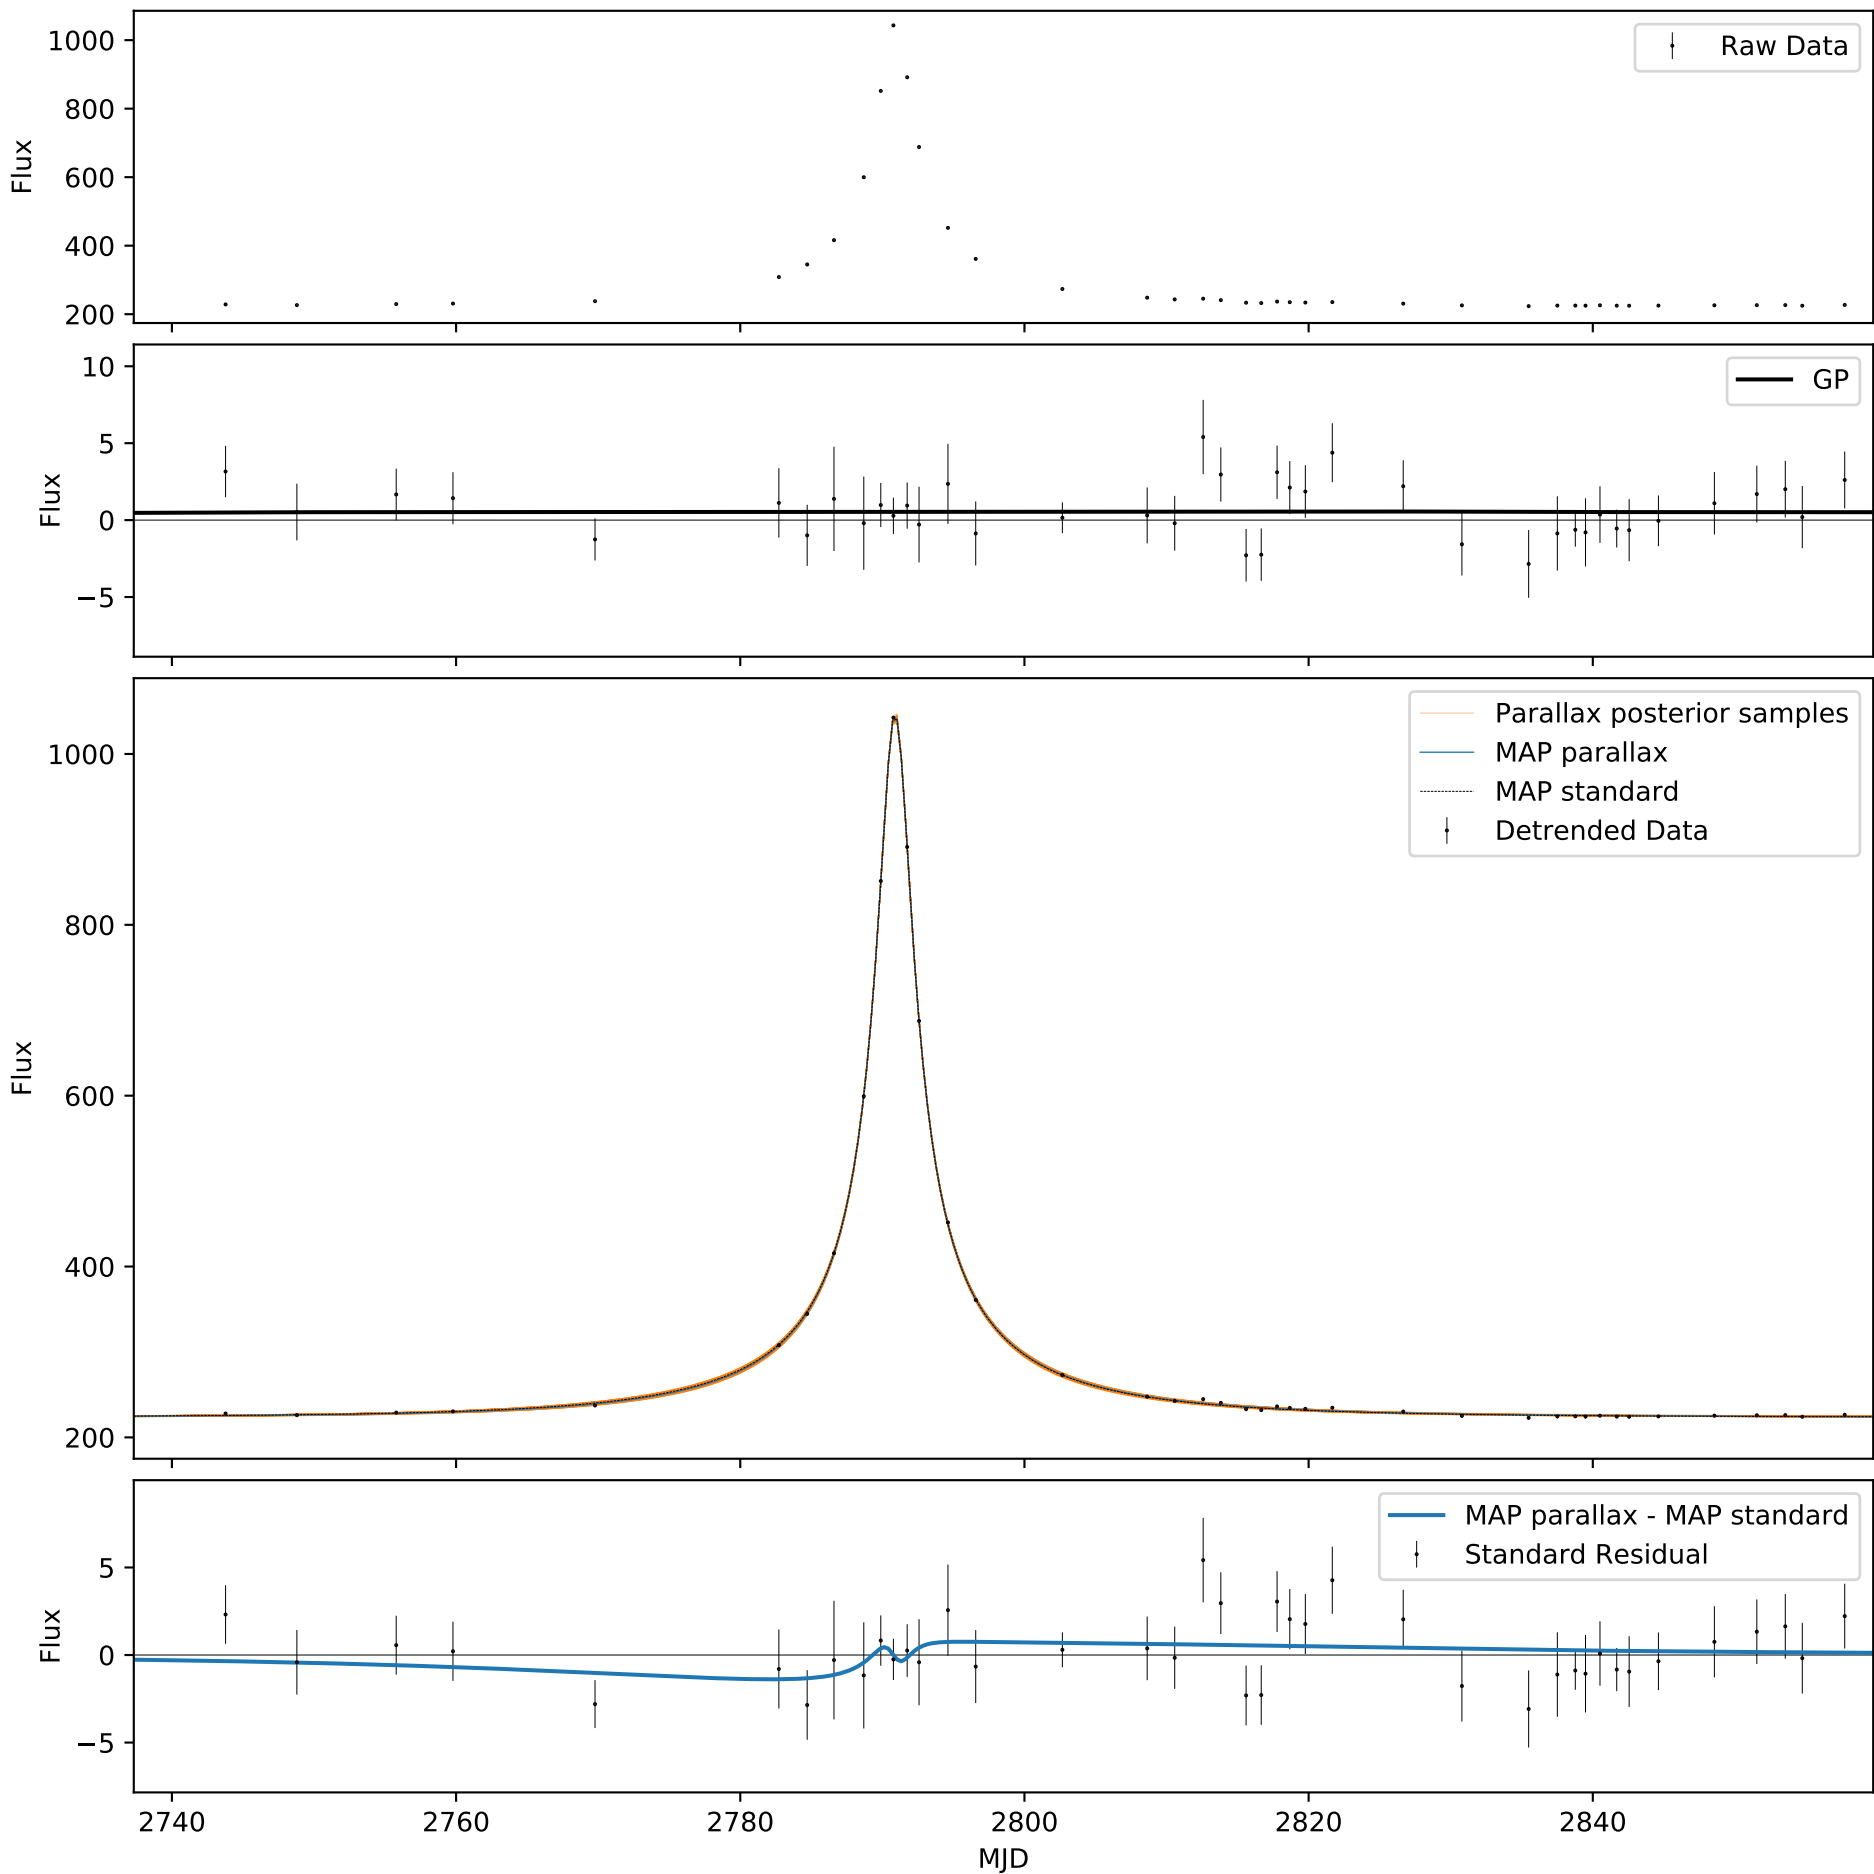 1000
800
600
400
200
Flux
Raw Data
10
5
0
−5
Flux
GP
1000
800
600
400
200
Flux
Parallax posterior samples
MAP parallax
MAP standard
Detrended Data
5
0
−5
Flux
MAP parallax - MAP standard
Standard Residual
2740 2760 2780 2800 2820 2840
MJD